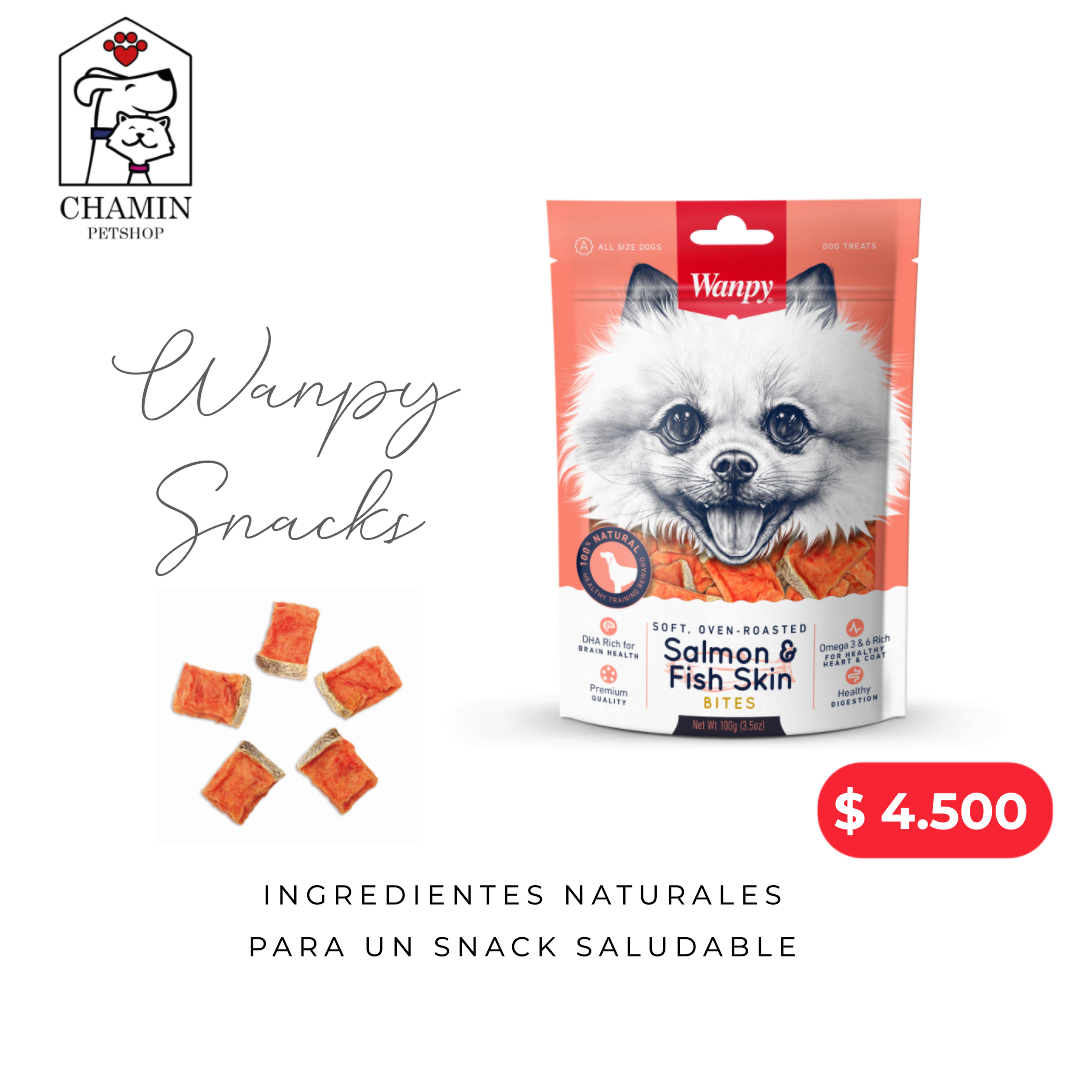 CHAMIN
PETSHOP
Wanpy
Snacks
A ALL SIZE DOGS
DOG TREATS
Wanpy
100% NATURAL
HEALTHY TRAINING REWARD
SOFT, OVEN-ROASTED
Salmon &
Fish Skin
BITES
DHA Rich for
BRAIN HEALTH
Premium
QUALITY
Omega 3 & 6 Rich
FOR HEALTHY
HEART & COAT
Healthy
DIGESTION
Net Wt 100g (3.5oz)
$ 4.500
INGREDIENTES NATURALES
PARA UN SNACK SALUDABLE